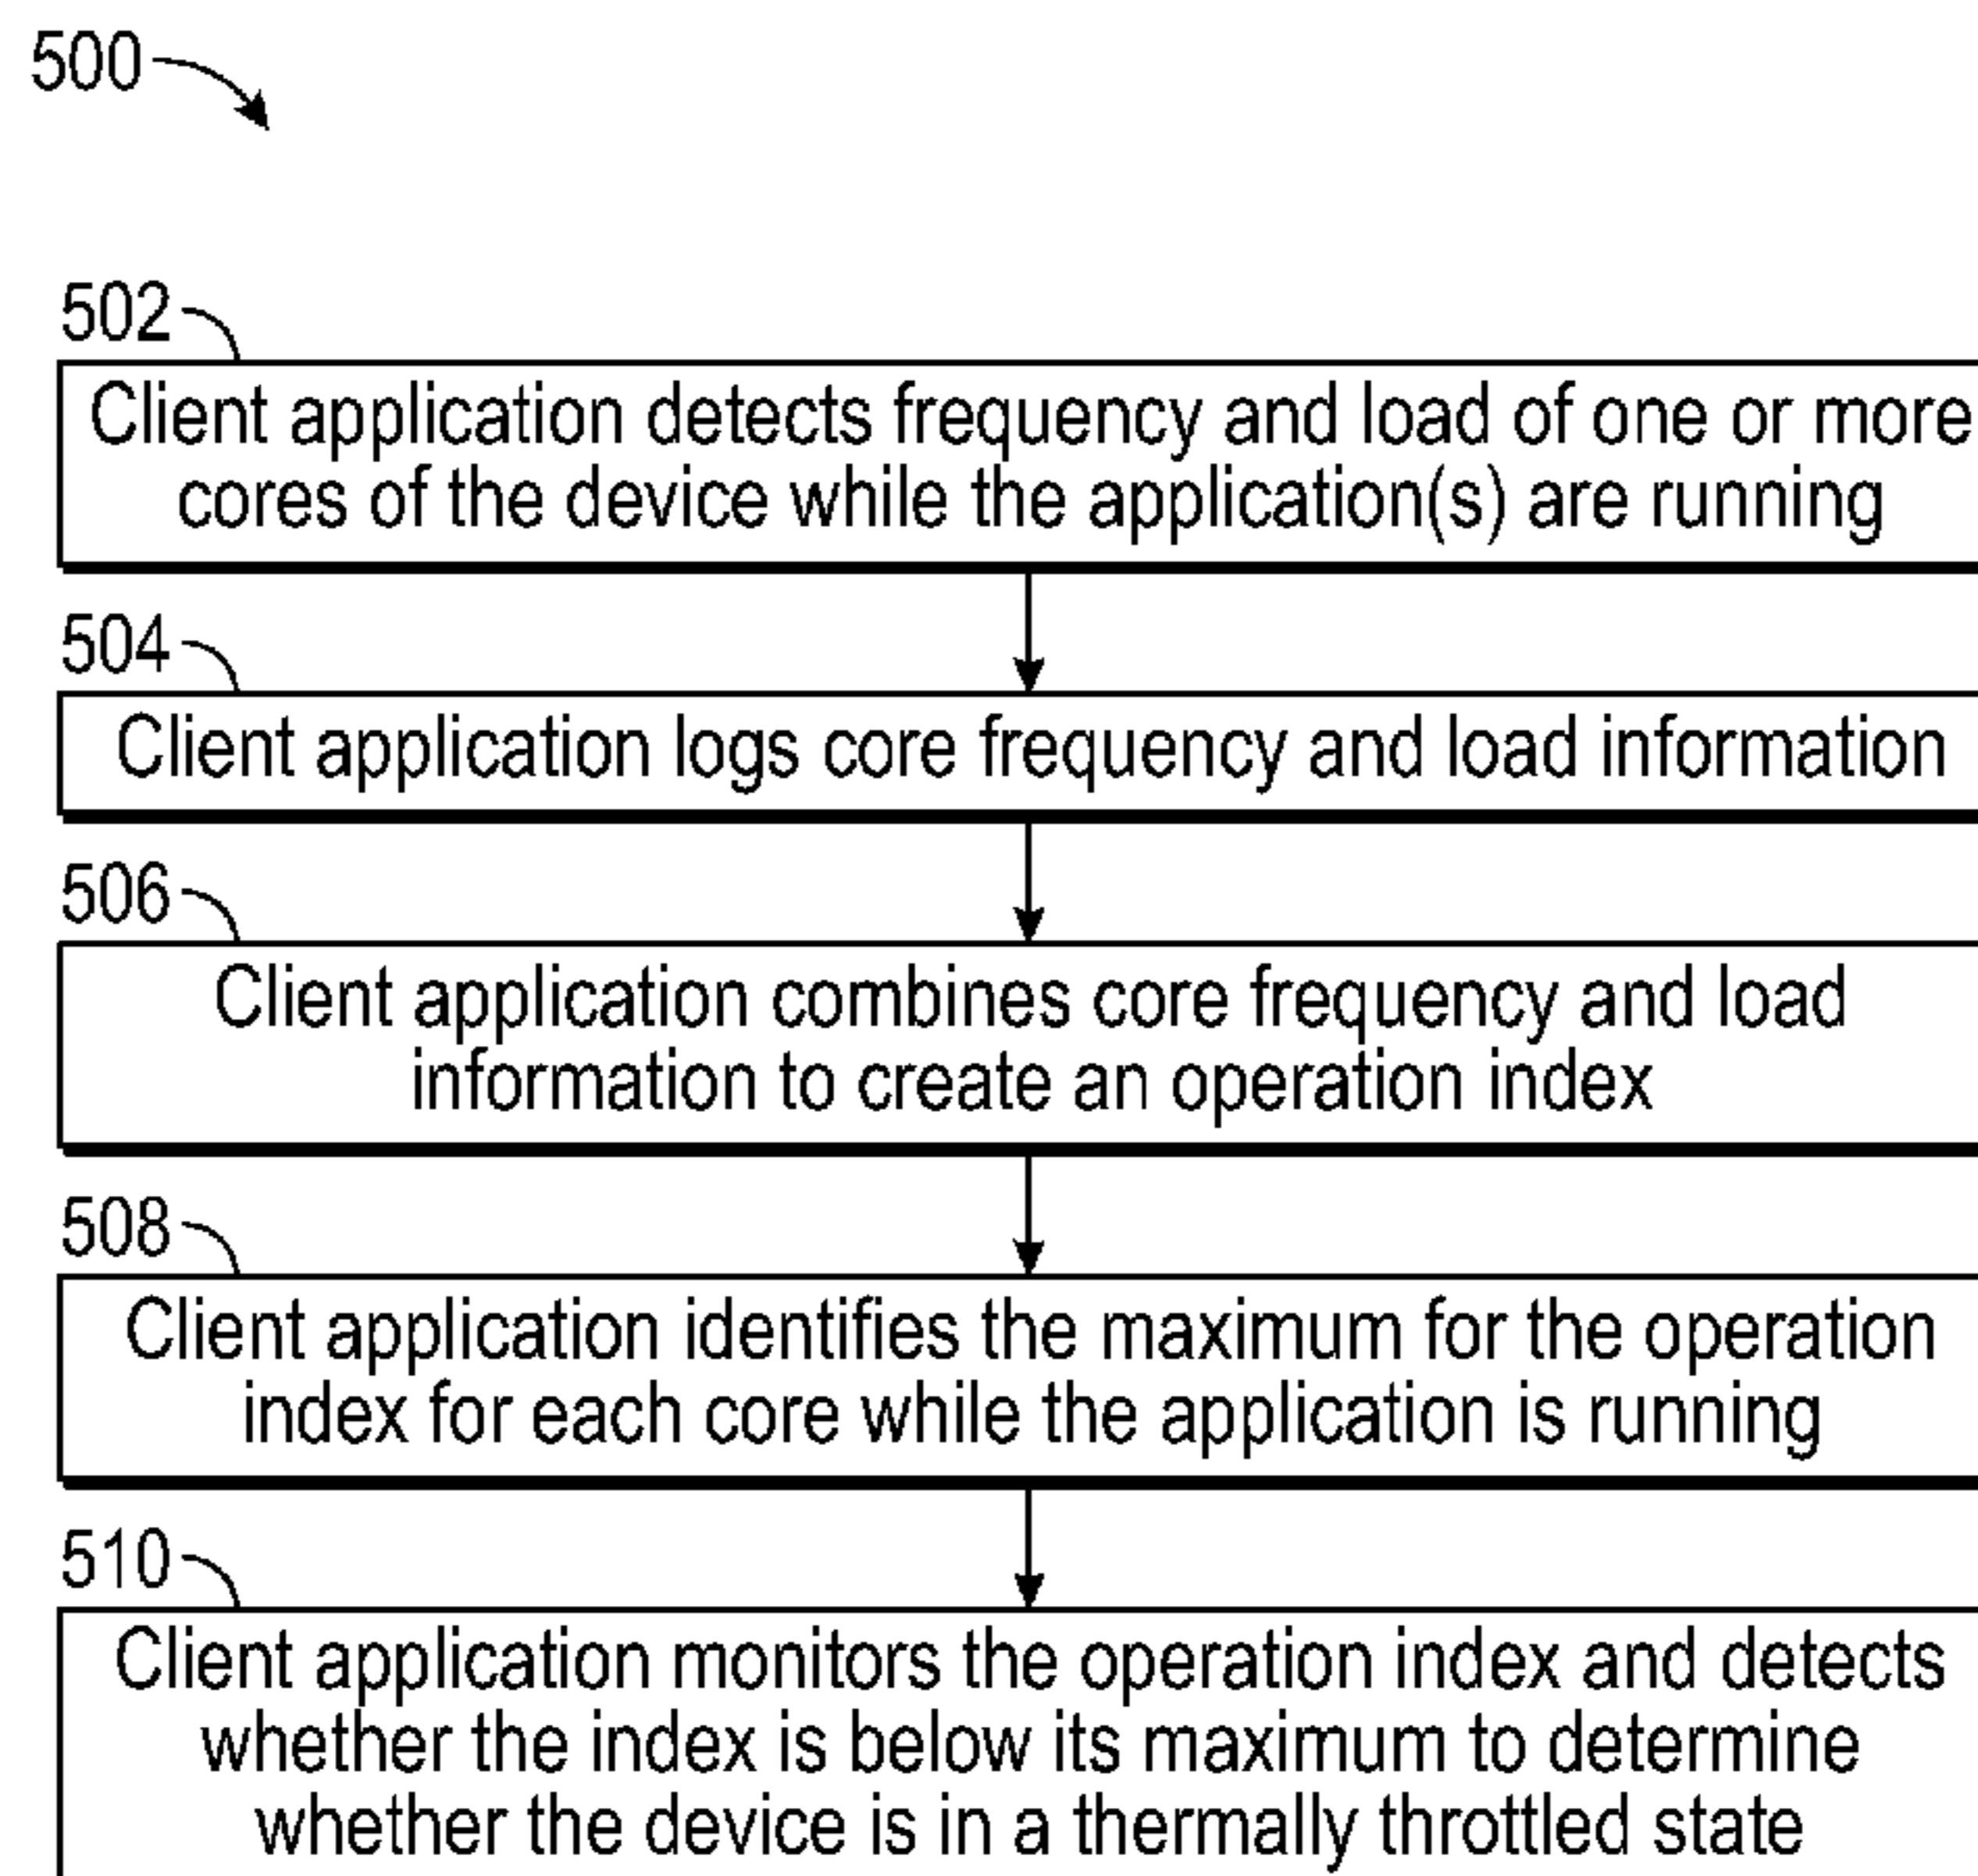 500
502
Client application detects frequency and load of one or more
cores of the device while the application(s) are running
504
Client application logs core frequency and load information
506
Client application combines core frequency and load
information to create an operation index
508
Client application identifies the maximum for the operation
index for each core while the application is running
510
Client application monitors the operation index and detects
whether the index is below its maximum to determine
whether the device is in a thermally throttled state